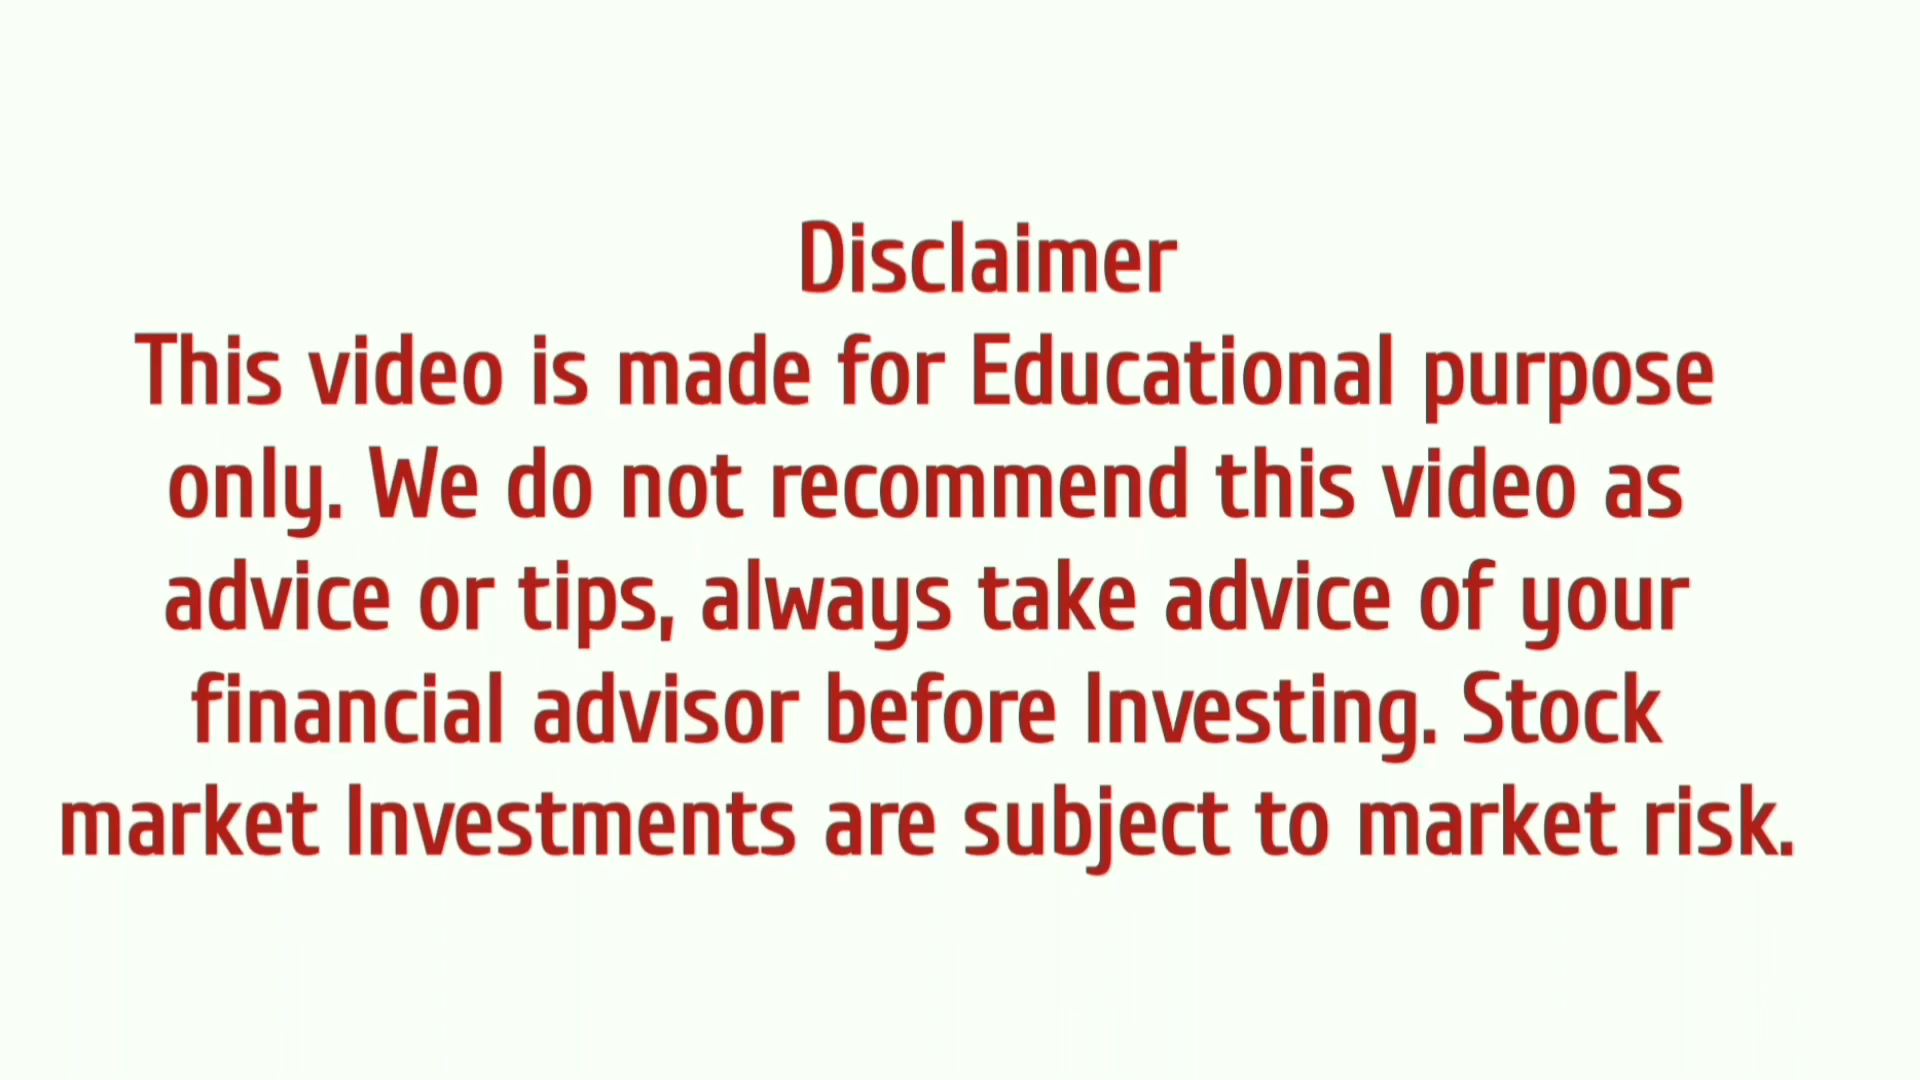 Disclaimer
This video is made for Educational purpose
only. We do not recommend this video as
advice or tips, always take advice of your
financial advisor before Investing. Stock
market Investments are subject to market risk.